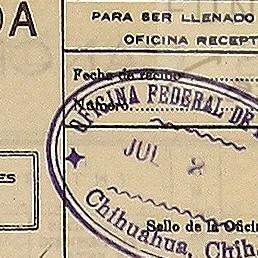 DA
PARA SER LLENADO
OFICINA RECEPT
Fecha de recibo
Número
OFICINA FEDERAL DE
JUL 8
ES
Sello de la Oficin
Chihuahua, Chih